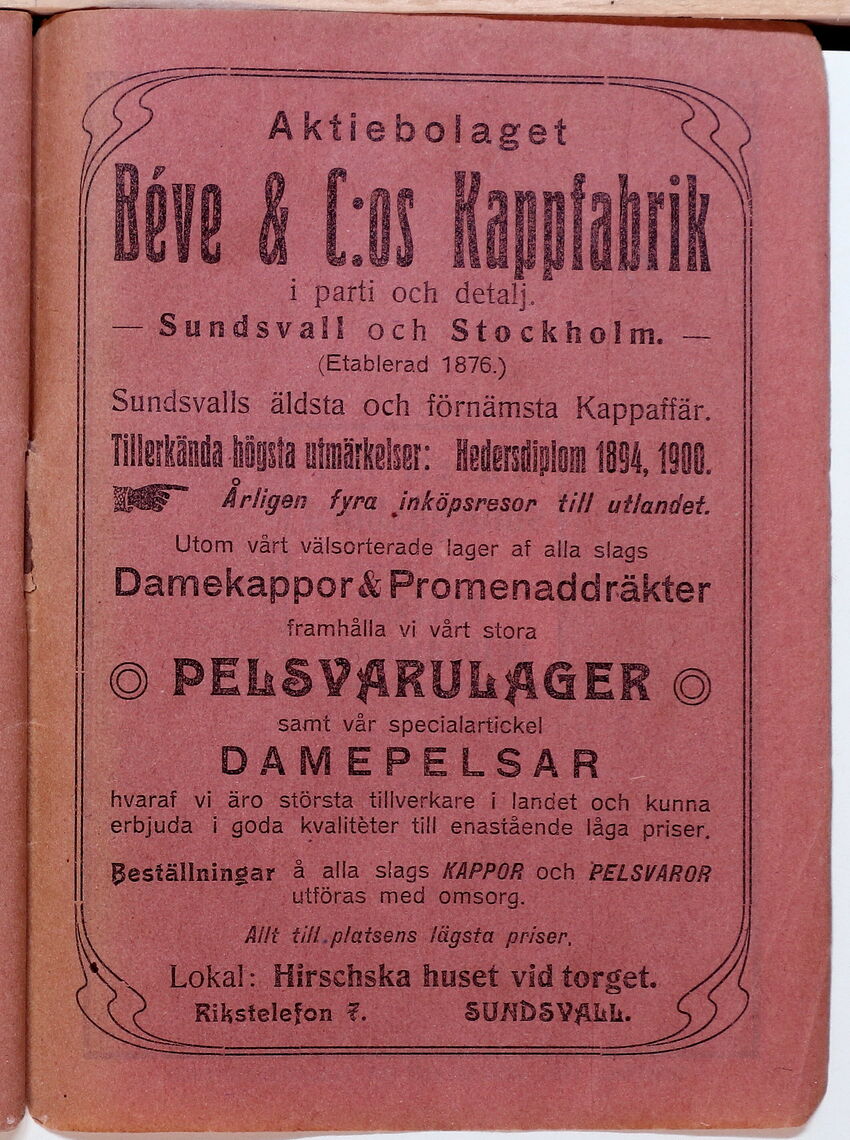 Aktiebolaget
Béve & C:os Kappfabrik
i parti och detalj.
— Sundsvall och Stockholm. —
(Etablerad 1876.)
Sundsvalls äldsta och förnämsta Kappaffär.
Tillerkända högsta utmärkelser: Hedersdiplom 1894, 1900.
Årligen fyra inköpsresor till utlandet.
Utom vårt välsorterade lager af alla slags
Damekappor & Promenaddräkter
framhålla vi vårt stora
PELSVARULAGER
samt vår specialartickel
DAMEPELSAR
hvaraf vi äro största tillverkare i landet och kunna
erbjuda i goda kvalitèter till enastående låga priser.
Beställningar å alla slags KAPPOR och PELSVAROR
utföras med omsorg.
Allt till platsens lägsta priser.
Lokal: Hirschska huset vid torget.
Rikstelefon 7. SUNDSVALL.